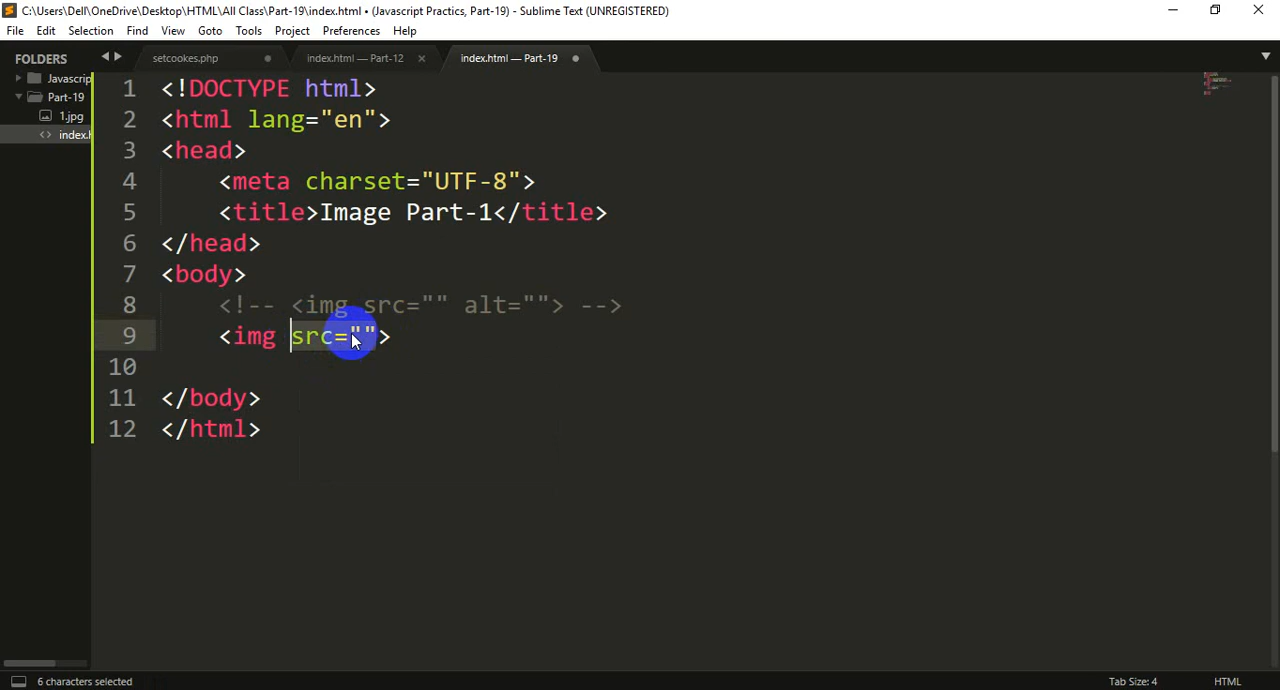 C:\Users\Dell\OneDrive\Desktop\HTML\All Class\Part-19\index.html • (Javascript Practics, Part-19) - Sublime Text (UNREGISTERED)
File Edit Selection Find View Goto Tools Project Preferences Help
FOLDERS
Javascrip
Part-19
1.jpg
index.h
setcookes.php
index.html — Part-12
index.html — Part-19
1 <!DOCTYPE html>
2 <html lang="en">
3 <head>
4 <meta charset="UTF-8">
5 <title>Image Part-1</title>
6 </head>
7 <body>
8 <!-- <img src="" alt=""> -->
9 <img src="">
10
11 </body>
12 </html>
6 characters selected
Tab Size: 4
HTML